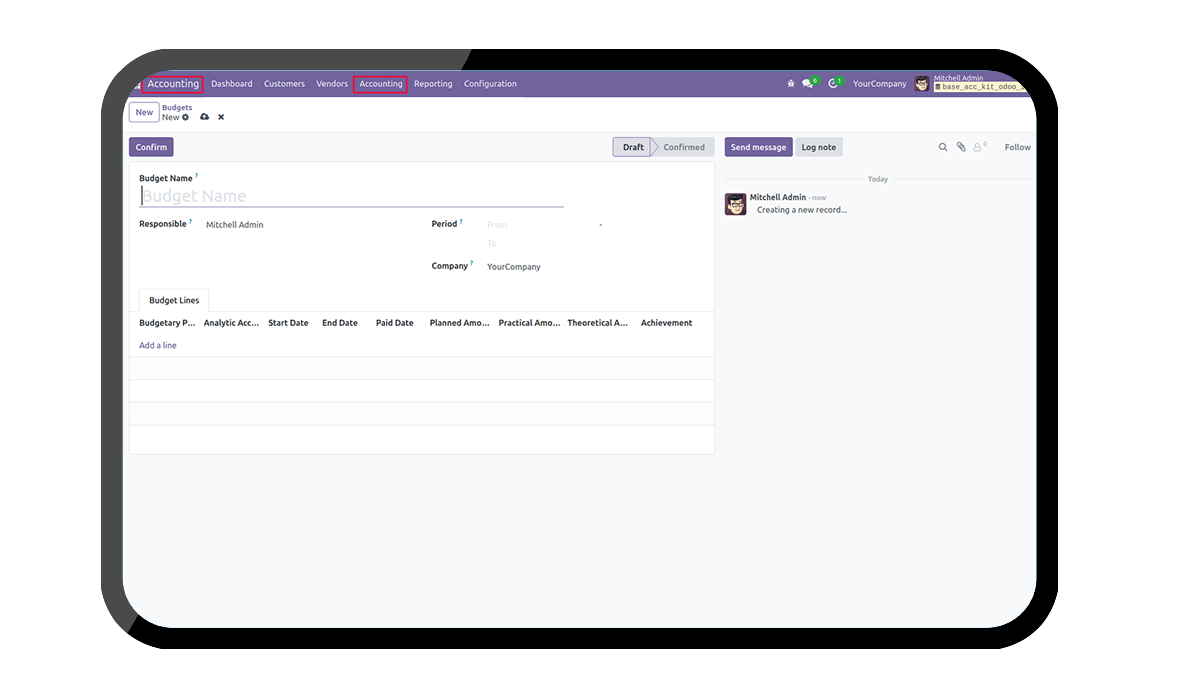 Accounting Dashboard Customers Vendors Accounting Reporting Configuration 6 1 YourCompany Mitchell Admin
base_acc_kit_odoo_
New Budgets
New
Confirm Draft Confirmed Send message Log note 0 Follow
Today
Budget Name ?
Budget Name
Mitchell Admin - now
Creating a new record...
Responsible ? Mitchell Admin Period ? From -
To
Company ? YourCompany
Budget Lines
Budgetary P... Analytic Acc... Start Date End Date Paid Date Planned Amo... Practical Amo... Theoretical A... Achievement
Add a line